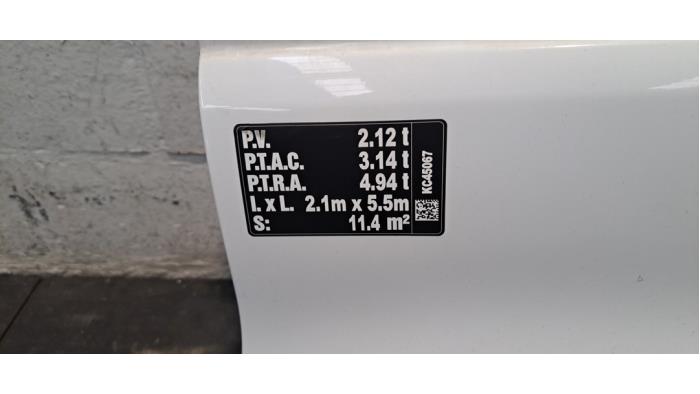 P.V. 2.12 t
P.T.A.C. 3.14 t
P.T.R.A. 4.94 t
l. x L. 2.1m x 5.5m
S: 11.4 m²
KC45067